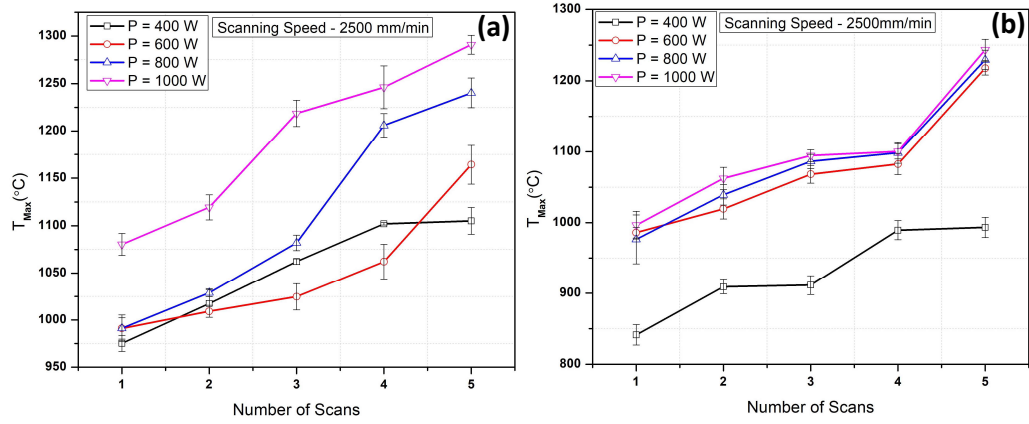 (a)
Scanning Speed - 2500 mm/min
P = 400 W
P = 600 W
P = 800 W
P = 1000 W
1300
1250
1200
1150
1100
1050
1000
950
T_Max(°C)
1 2 3 4 5
Number of Scans
(b)
Scanning Speed - 2500mm/min
P = 400 W
P = 600 W
P = 800 W
P = 1000 W
1300
1200
1100
1000
900
800
T_Max(°C)
1 2 3 4 5
Number of Scans